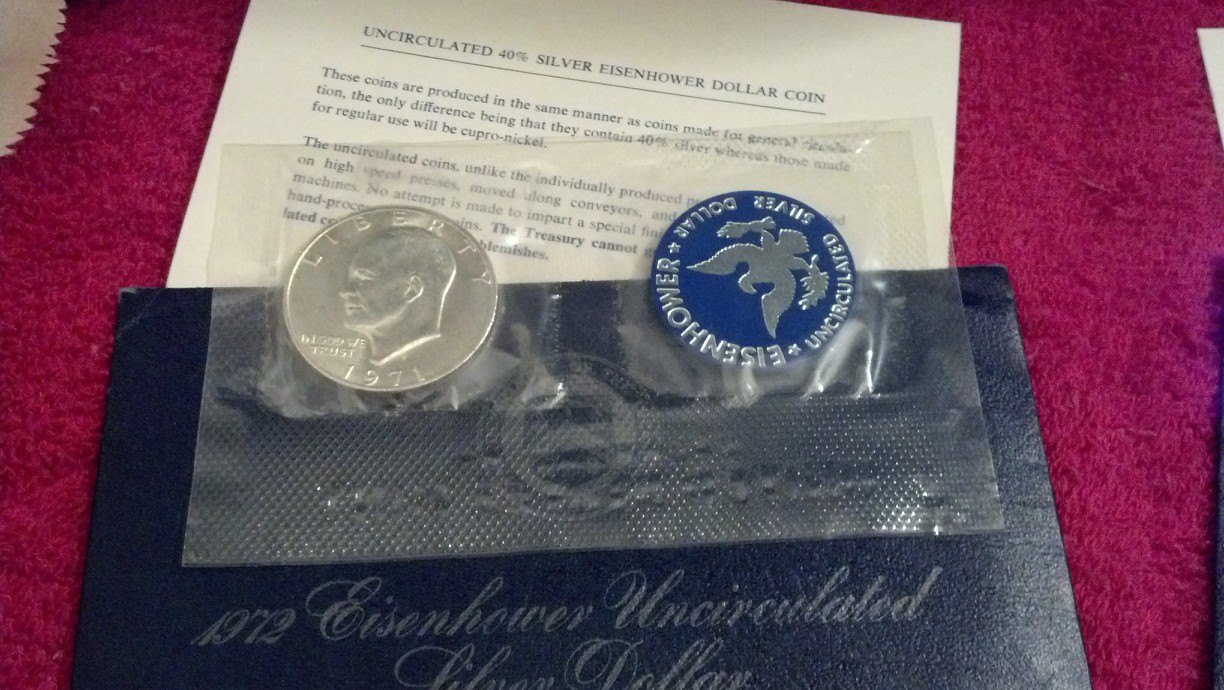 UNCIRCULATED 40% SILVER EISENHOWER DOLLAR COIN
These coins are produced in the same manner as coins made for general circula-
tion, the only difference being that they contain 40% silver whereas those made
for regular use will be cupro-nickel.
The uncirculated coins, unlike the individually produced
on high speed presses, moved along conveyors, and
machines. No attempt is made to impart a special
hand-
The Treasury cannot
blemishes.
LIBERTY
IN GOD WE
TRUST
1971
EISENHOWER ★ DOLLAR SILVER UNCIRCULATED ★
1972 Eisenhower Uncirculated
Silver Dollar